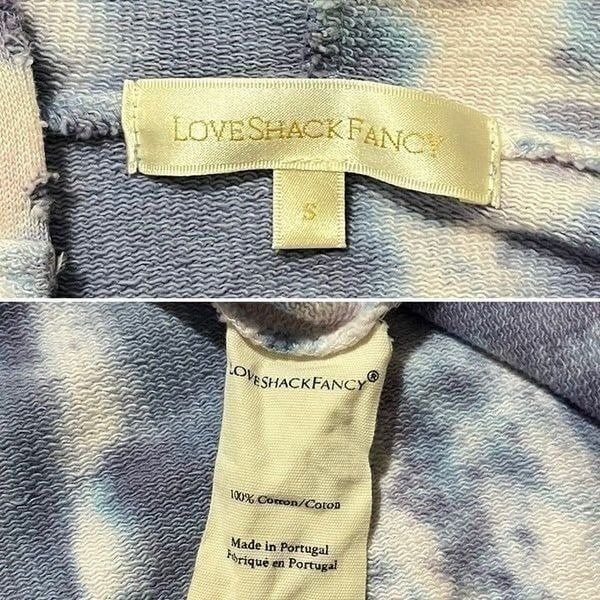 LOVESHACKFANCY
S
LOVESHACKFANCY®
100% Cotton/Coton
Made in Portugal
Fabrique en Portugal